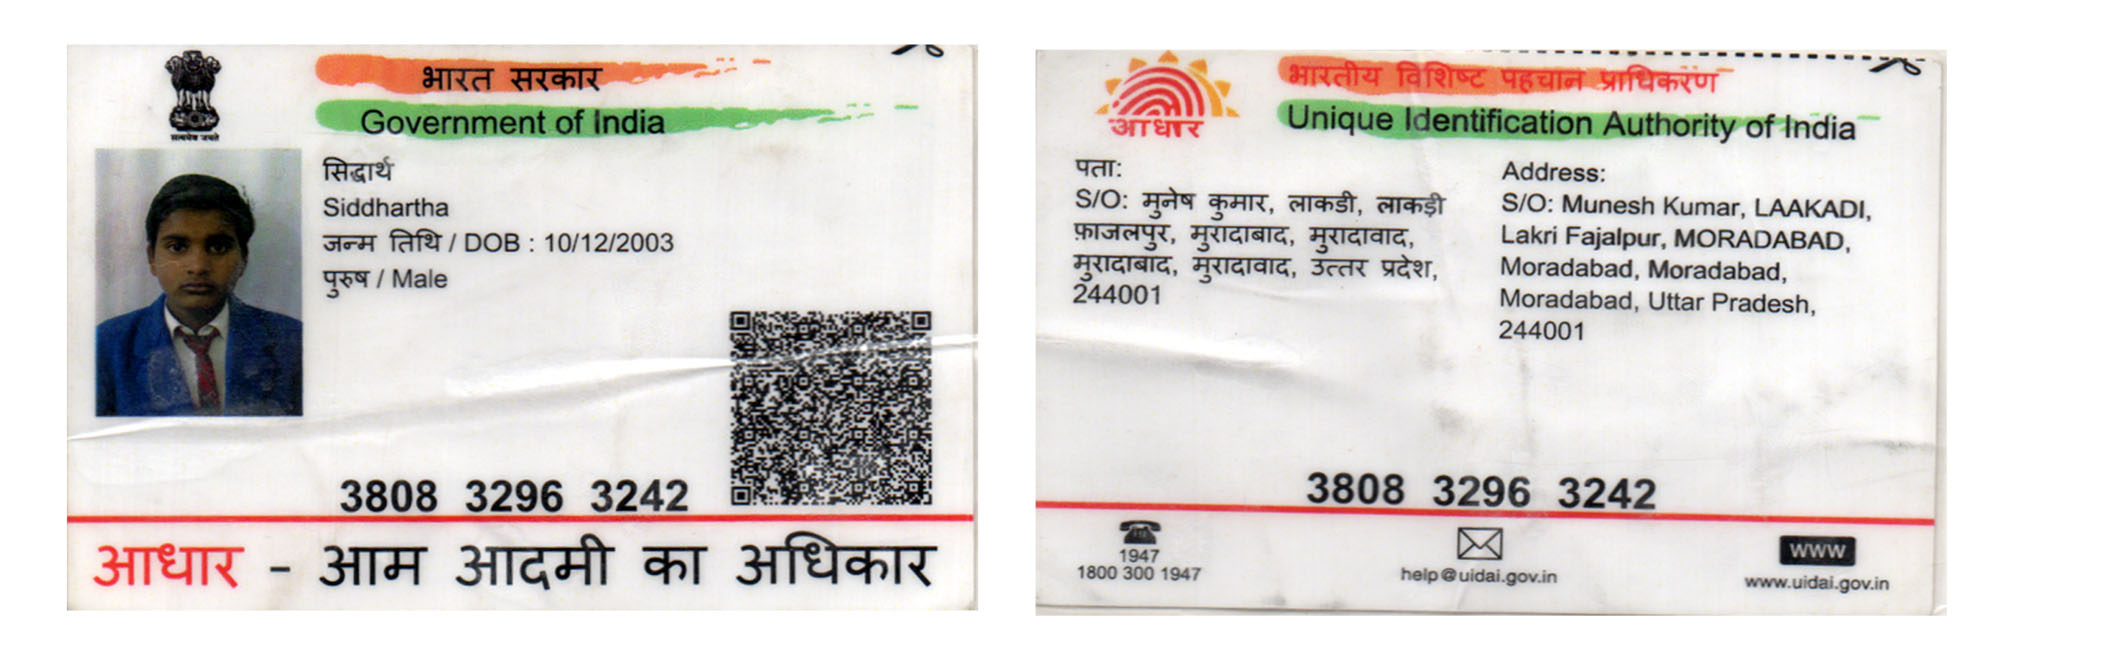 सत्यमेव जयते
भारत सरकार
Government of India
सिद्धार्थ
Siddhartha
जन्म तिथि / DOB : 10/12/2003
पुरुष / Male
3808 3296 3242
आधार - आम आदमी का अधिकार
आधार
भारतीय विशिष्ट पहचान प्राधिकरण
Unique Identification Authority of India
पता:
S/O: मुनेष कुमार, लाकडी, लाकड़ी
फ़ाजलपुर, मुरादाबाद, मुरादावाद,
मुरादाबाद, मुरादावाद, उत्तर प्रदेश,
244001
Address:
S/O: Munesh Kumar, LAAKADI,
Lakri Fajalpur, MORADABAD,
Moradabad, Moradabad,
Moradabad, Uttar Pradesh,
244001
3808 3296 3242
1947
1800 300 1947
help@uidai.gov.in
www
www.uidai.gov.in